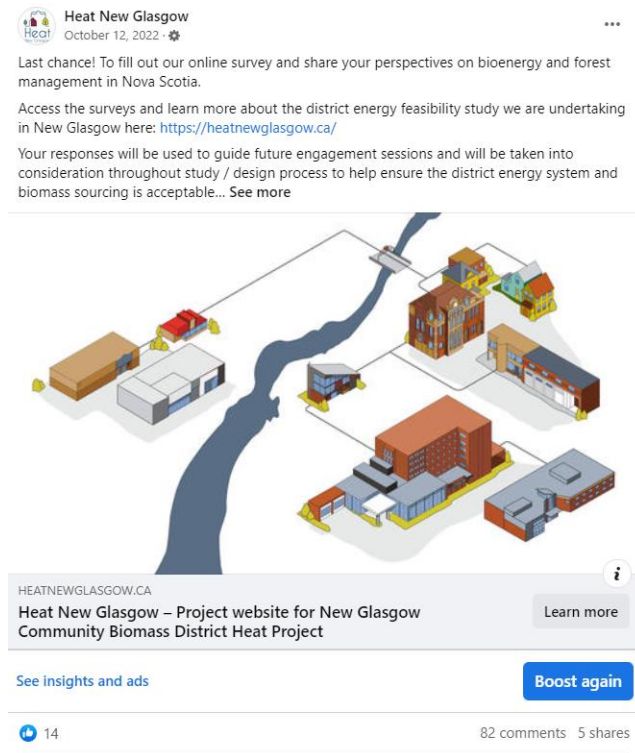 Heat New Glasgow
October 12, 2022 ·
Heat
Last chance! To fill out our online survey and share your perspectives on bioenergy and forest
management in Nova Scotia.
Access the surveys and learn more about the district energy feasibility study we are undertaking
in New Glasgow here: https://heatnewglasgow.ca/
Your responses will be used to guide future engagement sessions and will be taken into
consideration throughout study / design process to help ensure the district energy system and
biomass sourcing is acceptable... See more
HEATNEWGLASGOW.CA
Heat New Glasgow – Project website for New Glasgow
Community Biomass District Heat Project
Learn more
See insights and ads
Boost again
14
82 comments 5 shares